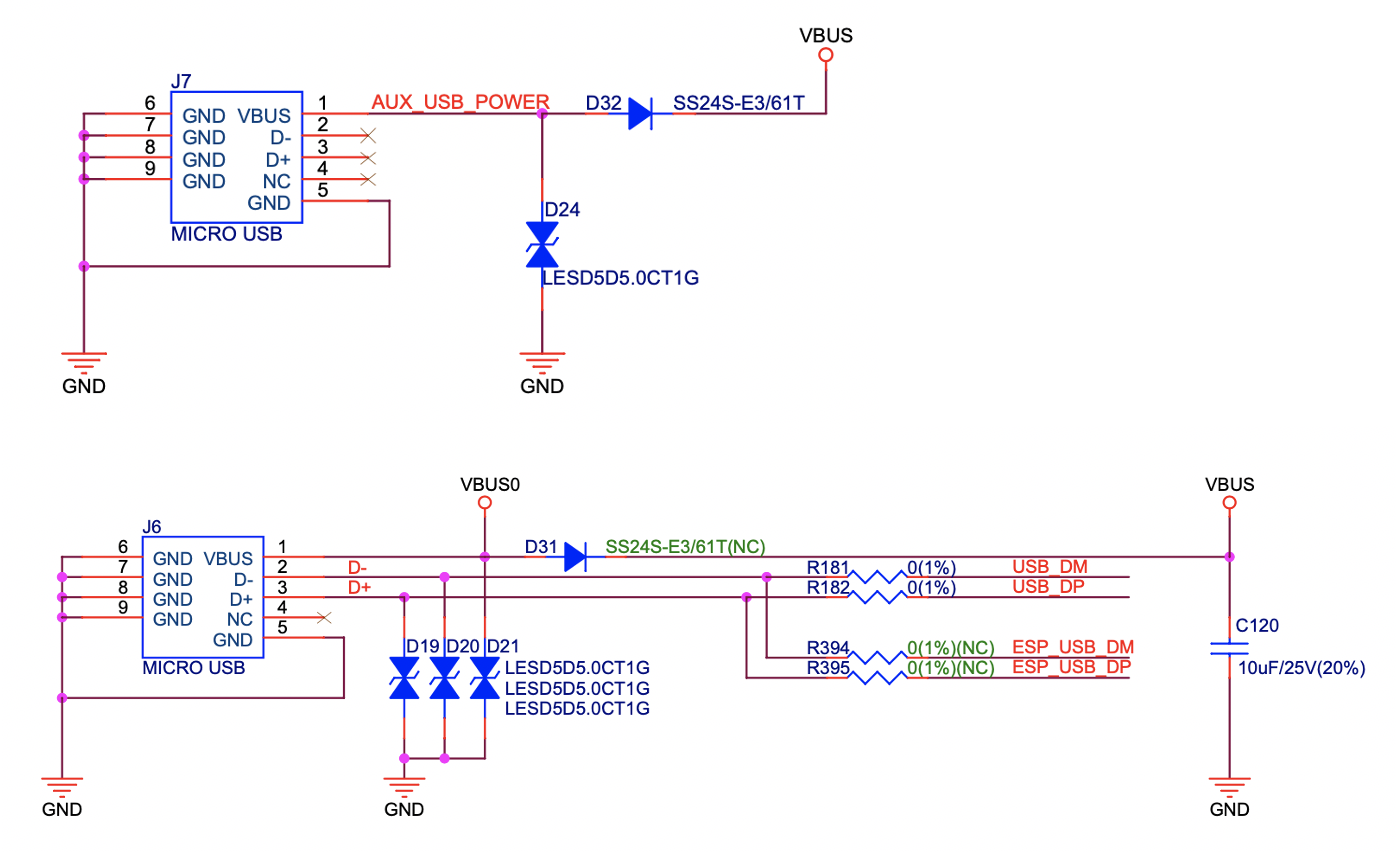 VBUS
J7
AUX_USB_POWER
D32
SS24S-E3/61T
6 GND VBUS 1
7 GND D- 2
8 GND D+ 3
9 GND NC 4
GND 5
MICRO USB
D24
LESD5D5.0CT1G
GND
GND
VBUS0
VBUS
J6
D31
SS24S-E3/61T(NC)
6 GND VBUS 1
7 GND D- 2
8 GND D+ 3
9 GND NC 4
GND 5
MICRO USB
D-
D+
R181 0(1%) USB_DM
R182 0(1%) USB_DP
D19 D20 D21
LESD5D5.0CT1G
LESD5D5.0CT1G
LESD5D5.0CT1G
R394 0(1%)(NC) ESP_USB_DM
R395 0(1%)(NC) ESP_USB_DP
C120
10uF/25V(20%)
GND
GND
GND